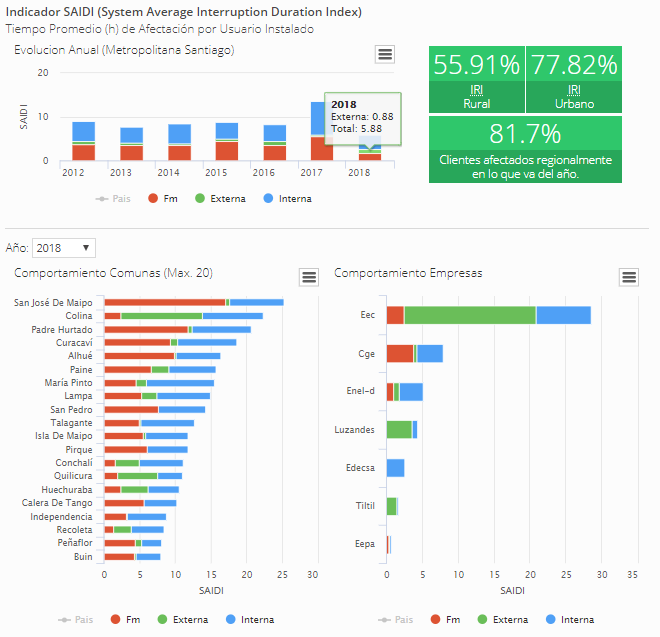 Indicador SAIDI (System Average Interruption Duration Index)
Tiempo Promedio (h) de Afectación por Usuario Instalado
Evolucion Anual (Metropolitana Santiago)
SAIDI
20
10
0
2012 2013 2014 2015 2016 2017 2018
2018
Externa: 0.88
Total: 5.88
Pais Fm Externa Interna
55.91% 77.82%
IRI IRI
Rural Urbano
81.7%
Clientes afectados regionalmente
en lo que va del año.
Año: 2018
Comportamiento Comunas (Max. 20)
San José De Maipo
Colina
Padre Hurtado
Curacaví
Alhué
Paine
María Pinto
Lampa
San Pedro
Talagante
Isla De Maipo
Pirque
Conchalí
Quilicura
Huechuraba
Calera De Tango
Independencia
Recoleta
Peñaflor
Buin
0 5 10 15 20 25 30
SAIDI
Pais Fm Externa Interna
Comportamiento Empresas
Eec
Cge
Enel-d
Luzandes
Edecsa
Tiltil
Eepa
0 5 10 15 20 25 30 35
SAIDI
Pais Fm Externa Interna